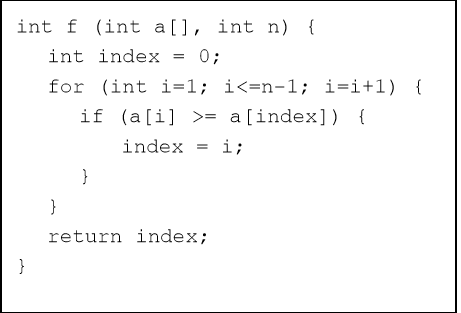 int f (int a[], int n) {
int index = 0;
for (int i=1; i<=n-1; i=i+1) {
if (a[i] >= a[index]) {
index = i;
}
}
return index;
}